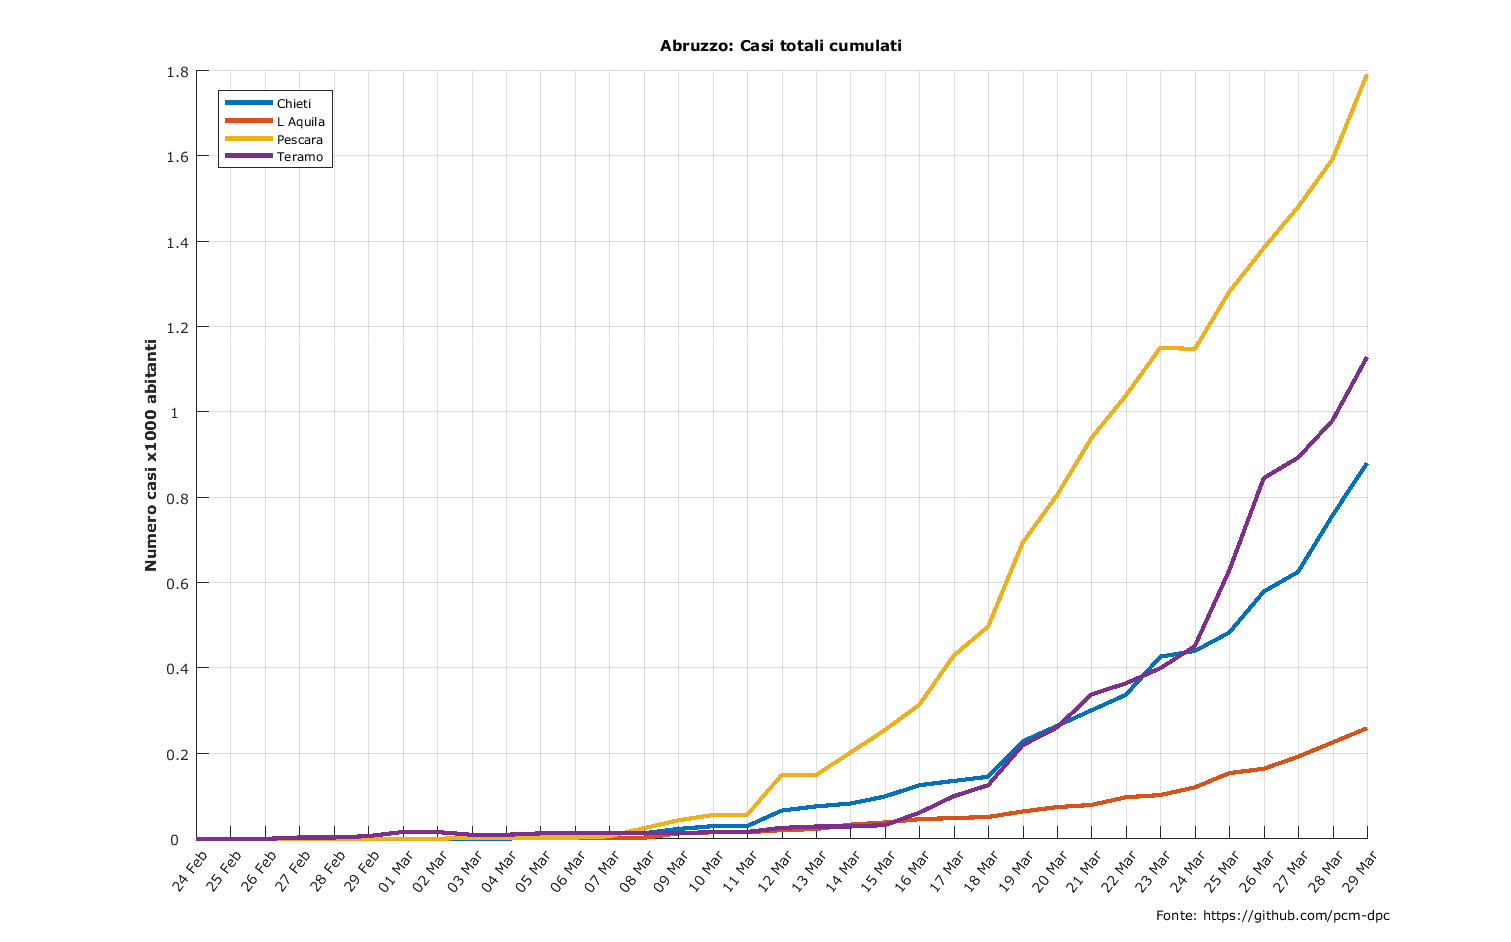 Abruzzo: Casi totali cumulati
Numero casi x1000 abitanti
1.8
1.6
1.4
1.2
1
0.8
0.6
0.4
0.2
0
Chieti
L Aquila
Pescara
Teramo
24 Feb
25 Feb
26 Feb
27 Feb
28 Feb
29 Feb
01 Mar
02 Mar
03 Mar
04 Mar
05 Mar
06 Mar
07 Mar
08 Mar
09 Mar
10 Mar
11 Mar
12 Mar
13 Mar
14 Mar
15 Mar
16 Mar
17 Mar
18 Mar
19 Mar
20 Mar
21 Mar
22 Mar
23 Mar
24 Mar
25 Mar
26 Mar
27 Mar
28 Mar
29 Mar
Fonte: https://github.com/pcm-dpc